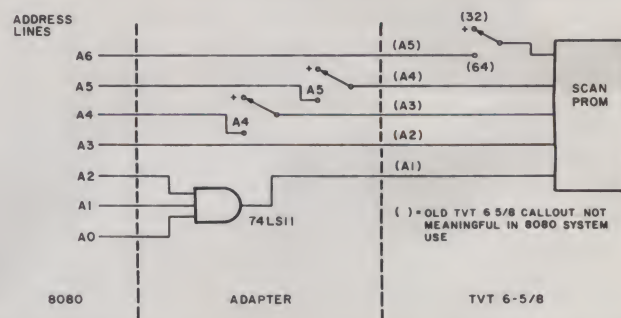 ADDRESS
LINES
(32)
+
A6
(A5)
(64)
+
A5
A5
(A4)
+
A4
A4
(A3)
SCAN
PROM
A3
(A2)
A2
(A1)
A1
74LS11
A0
( ) = OLD TVT 6 5/8 CALLOUT NOT
MEANINGFUL IN 8080 SYSTEM
USE
8080
ADAPTER
TVT 6-5/8